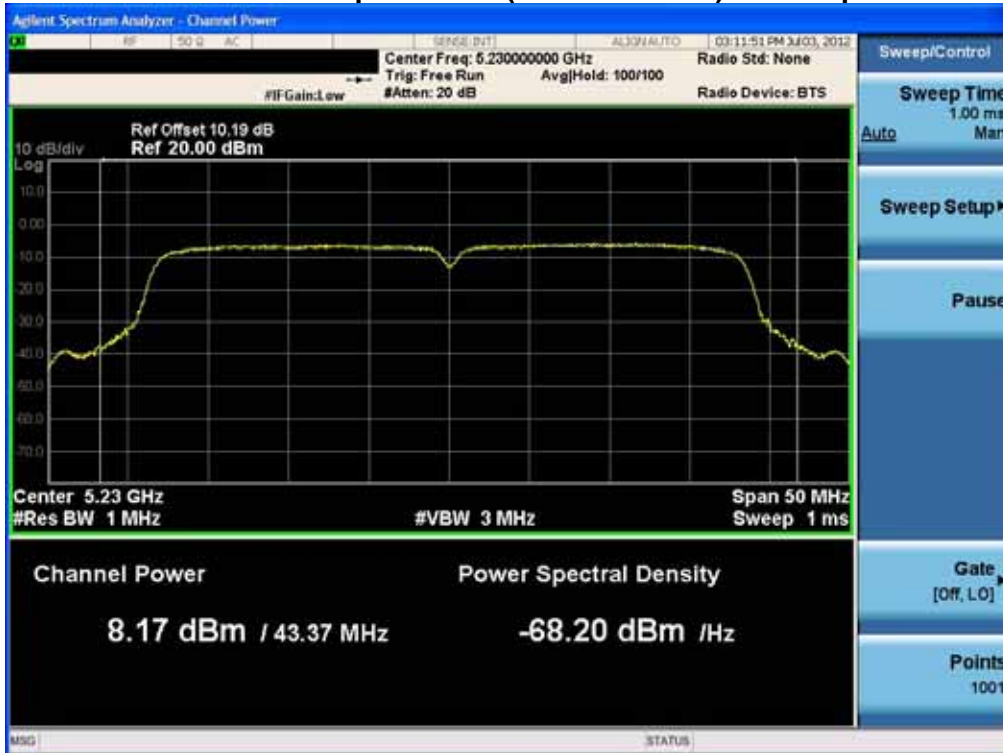 Agilent Spectrum Analyzer - Channel Power
RF 50 Ω AC SENSE:INT ALIGN AUTO 03:11:51 PM Jul 03, 2012
Center Freq: 5.230000000 GHz Radio Std: None
Trig: Free Run Avg|Hold: 100/100
#IFGain:Low #Atten: 20 dB Radio Device: BTS
Ref Offset 10.19 dB
10 dB/div Ref 20.00 dBm
Log
10.0
0.00
10.0
20.0
30.0
40.0
50.0
60.0
70.0
Center 5.23 GHz Span 50 MHz
#Res BW 1 MHz #VBW 3 MHz Sweep 1 ms
Channel Power Power Spectral Density
8.17 dBm / 43.37 MHz -68.20 dBm /Hz
MSG STATUS
Sweep/Control
Sweep Time
1.00 ms
Auto Man
Sweep Setup
Pause
Gate
[Off, LO]
Points
1001